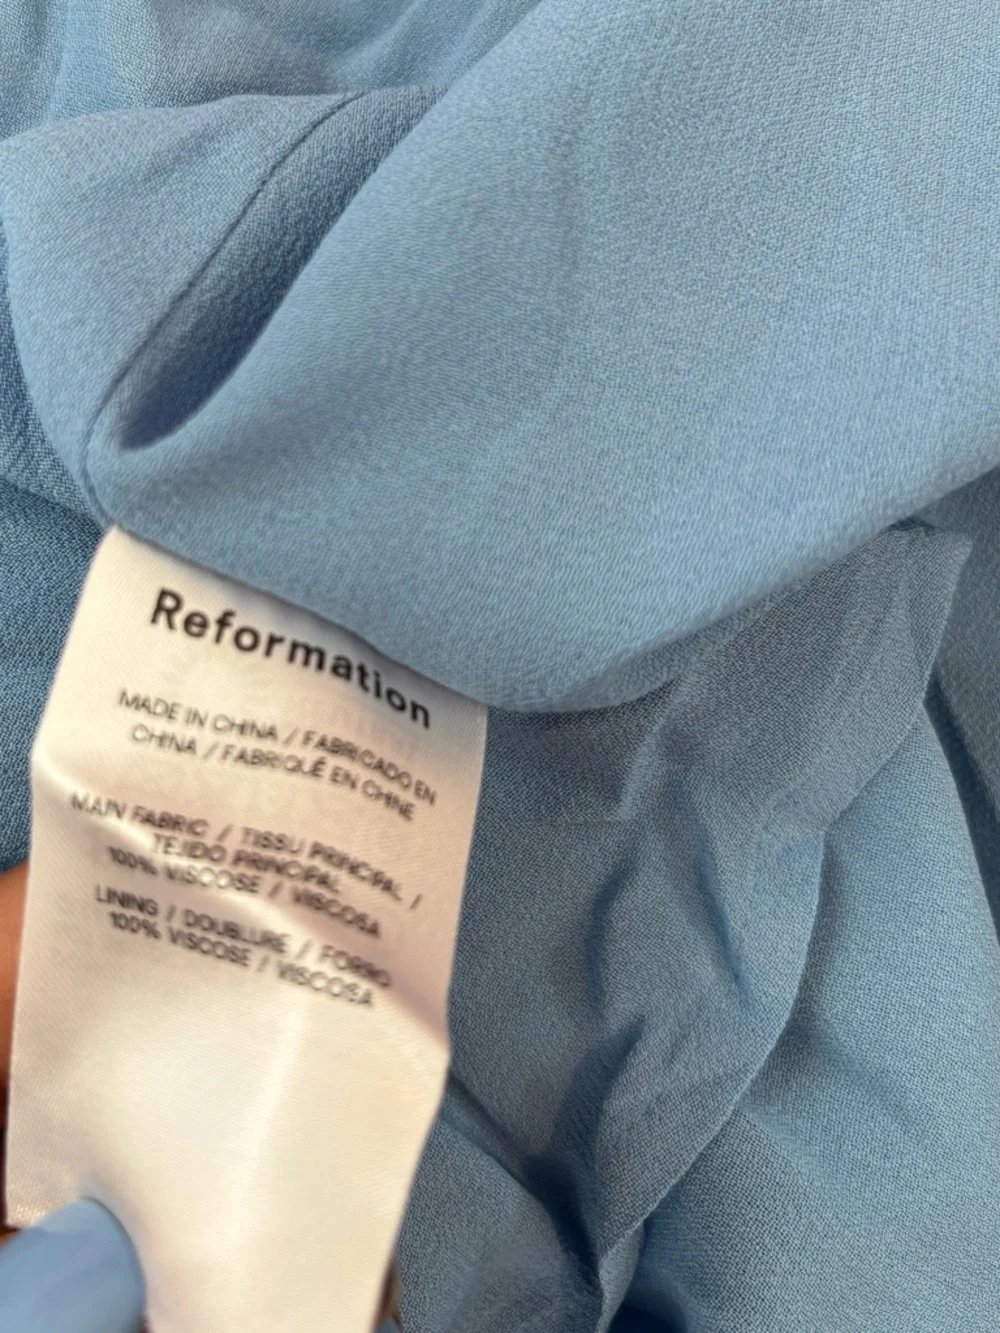 Reformation
MADE IN CHINA / FABRICADO EN
CHINA / FABRIQUÉ EN CHINE
MAIN FABRIC / TISSU PRINCIPAL /
TEJIDO PRINCIPAL
100% VISCOSE / VISCOSA
LINING / DOUBLURE / FORRO
100% VISCOSE / VISCOSA